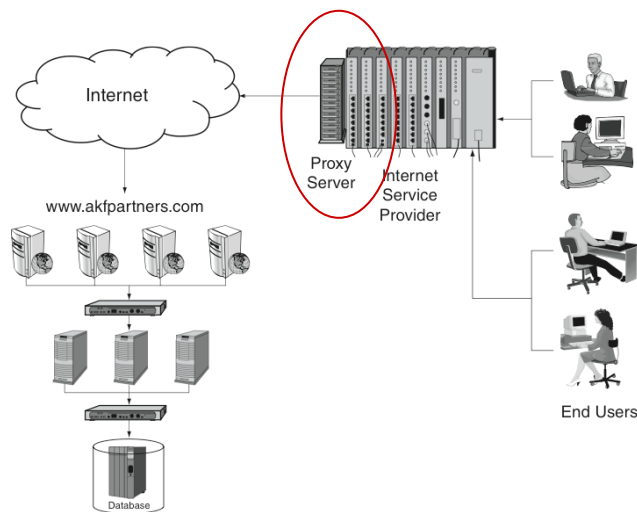 Internet
Proxy
Server
Internet
Service
Provider
www.akfpartners.com
End Users
Database